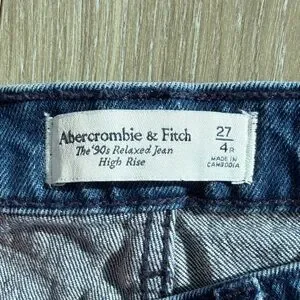 Abercrombie & Fitch
The '90s Relaxed Jean
High Rise
27
4R
MADE IN
CAMBODIA